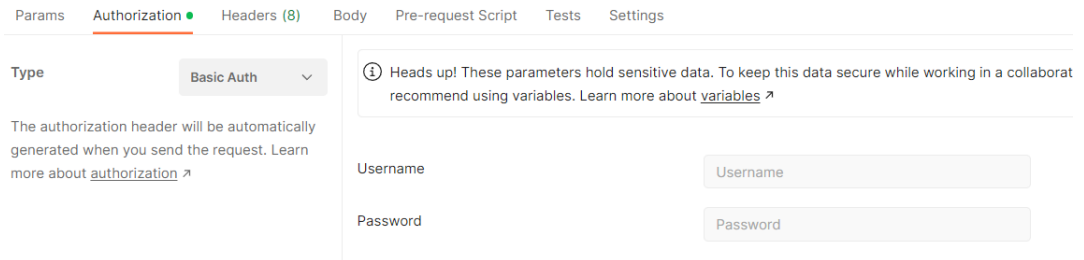 Params Authorization Headers (8) Body Pre-request Script Tests Settings
Type Basic Auth
Heads up! These parameters hold sensitive data. To keep this data secure while working in a collaborat
recommend using variables. Learn more about variables ↗
The authorization header will be automatically
generated when you send the request. Learn
more about authorization ↗
Username Username
Password Password